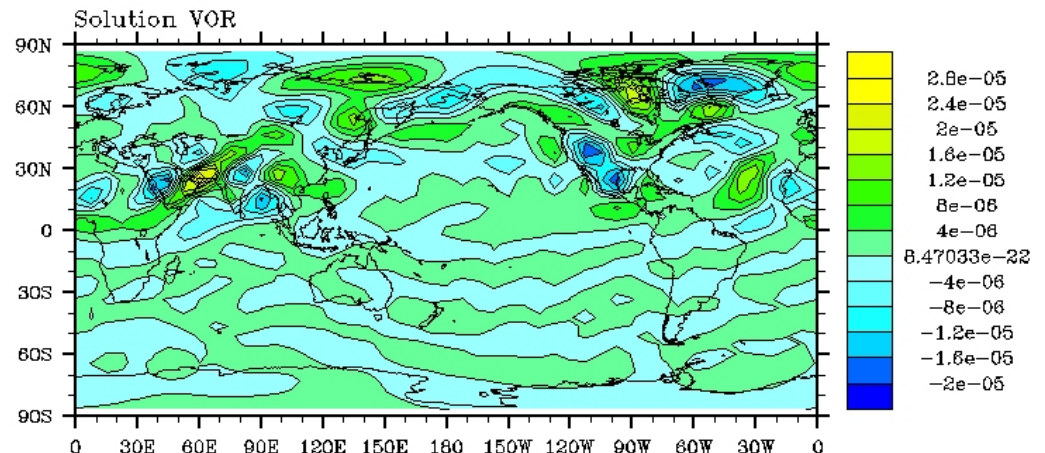 Solution VOR
90N
60N
30N
0
30S
60S
90S
0 30E 60E 90E 120E 150E 180 150W 120W 90W 60W 30W 0
2.8e-05
2.4e-05
2e-05
1.6e-05
1.2e-05
8e-06
4e-06
8.47033e-22
-4e-06
-8e-06
-1.2e-05
-1.6e-05
-2e-05